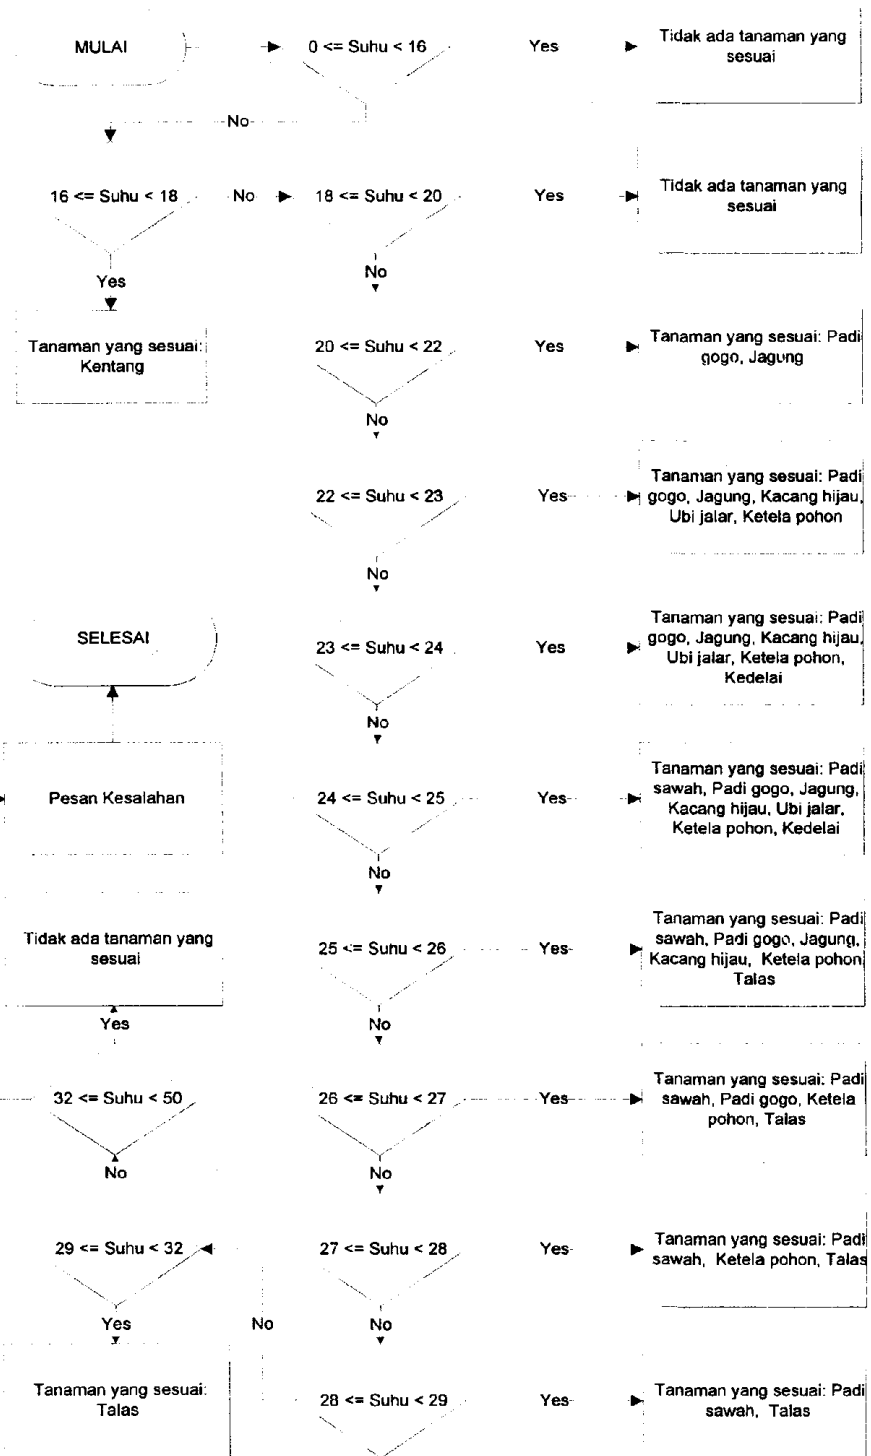 MULAI
0 <= Suhu < 16
Yes
Tidak ada tanaman yang
sesuai
No
16 <= Suhu < 18
No
18 <= Suhu < 20
Yes
Tidak ada tanaman yang
sesuai
Yes
No
Tanaman yang sesuai:
Kentang
20 <= Suhu < 22
Yes
Tanaman yang sesuai: Padi
gogo, Jagung
No
22 <= Suhu < 23
Yes
Tanaman yang sesuai: Padi
gogo, Jagung, Kacang hijau,
Ubi jalar, Ketela pohon
No
SELESAI
23 <= Suhu < 24
Yes
Tanaman yang sesuai: Padi
gogo, Jagung, Kacang hijau,
Ubi jalar, Ketela pohon,
Kedelai
No
Pesan Kesalahan
24 <= Suhu < 25
Yes
Tanaman yang sesuai: Padi
sawah, Padi gogo, Jagung,
Kacang hijau, Ubi jalar,
Ketela pohon, Kedelai
No
Tidak ada tanaman yang
sesuai
25 <= Suhu < 26
Yes
Tanaman yang sesuai: Padi
sawah, Padi gogo, Jagung,
Kacang hijau, Ketela pohon
Talas
Yes
No
32 <= Suhu < 50
26 <= Suhu < 27
Yes
Tanaman yang sesuai: Padi
sawah, Padi gogo, Ketela
pohon, Talas
No
No
29 <= Suhu < 32
27 <= Suhu < 28
Yes
Tanaman yang sesuai: Padi
sawah, Ketela pohon, Talas
Yes
No
No
Tanaman yang sesuai:
Talas
28 <= Suhu < 29
Yes
Tanaman yang sesuai: Padi
sawah, Talas